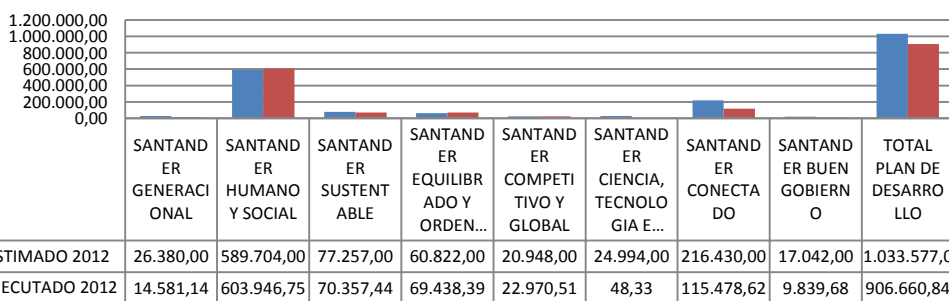 1.200.000,00
1.000.000,00
800.000,00
600.000,00
400.000,00
200.000,00
0,00
SANTAND ER GENERACI ONAL
SANTAND ER HUMANO Y SOCIAL
SANTAND ER SUSTENT ABLE
SANTAND ER EQUILIBR ADO Y ORDEN...
SANTAND ER COMPETI TIVO Y GLOBAL
SANTAND ER CIENCIA, TECNOLO GIA E...
SANTAND ER CONECTA DO
SANTAND ER BUEN GOBIERN O
TOTAL PLAN DE DESARRO LLO
STIMADO 2012 26.380,00 589.704,00 77.257,00 60.822,00 20.948,00 24.994,00 216.430,00 17.042,00 1.033.577,0
ECUTADO 2012 14.581,14 603.946,75 70.357,44 69.438,39 22.970,51 48,33 115.478,62 9.839,68 906.660,84